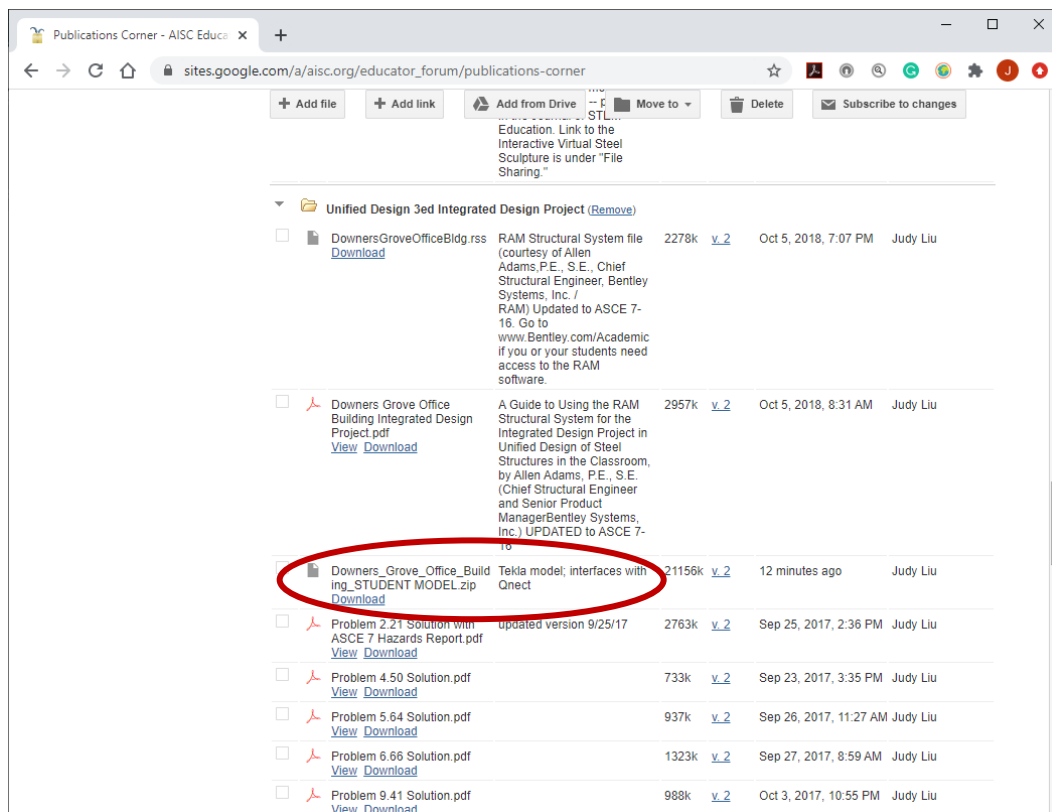 Publications Corner - AISC Educa
sites.google.com/a/aisc.org/educator_forum/publications-corner
J
Add file
Add link
Add from Drive
Move to
Delete
Subscribe to changes
in the Journal of STEM
Education. Link to the
Interactive Virtual Steel
Sculpture is under "File
Sharing."
Unified Design 3ed Integrated Design Project (Remove)
DownersGroveOfficeBldg.rss
Download
RAM Structural System file
(courtesy of Allen
Adams,P.E., S.E., Chief
Structural Engineer, Bentley
Systems, Inc. /
RAM) Updated to ASCE 7-
16. Go to
www.Bentley.com/Academic
if you or your students need
access to the RAM
software.
2278k
v. 2
Oct 5, 2018, 7:07 PM
Judy Liu
Downers Grove Office
Building Integrated Design
Project.pdf
View Download
A Guide to Using the RAM
Structural System for the
Integrated Design Project in
Unified Design of Steel
Structures in the Classroom,
by Allen Adams, P.E., S.E.
(Chief Structural Engineer
and Senior Product
ManagerBentley Systems,
Inc.) UPDATED to ASCE 7-
16
2957k
v. 2
Oct 5, 2018, 8:31 AM
Judy Liu
Downers_Grove_Office_Build
ing_STUDENT MODEL.zip
Download
Tekla model; interfaces with
Qnect
21156k
v. 2
12 minutes ago
Judy Liu
Problem 2.21 Solution with
ASCE 7 Hazards Report.pdf
View Download
updated version 9/25/17
2763k
v. 2
Sep 25, 2017, 2:36 PM
Judy Liu
Problem 4.50 Solution.pdf
View Download
733k
v. 2
Sep 23, 2017, 3:35 PM
Judy Liu
Problem 5.64 Solution.pdf
View Download
937k
v. 2
Sep 26, 2017, 11:27 AM
Judy Liu
Problem 6.66 Solution.pdf
View Download
1323k
v. 2
Sep 27, 2017, 8:59 AM
Judy Liu
Problem 9.41 Solution.pdf
View Download
988k
v. 2
Oct 3, 2017, 10:55 PM
Judy Liu